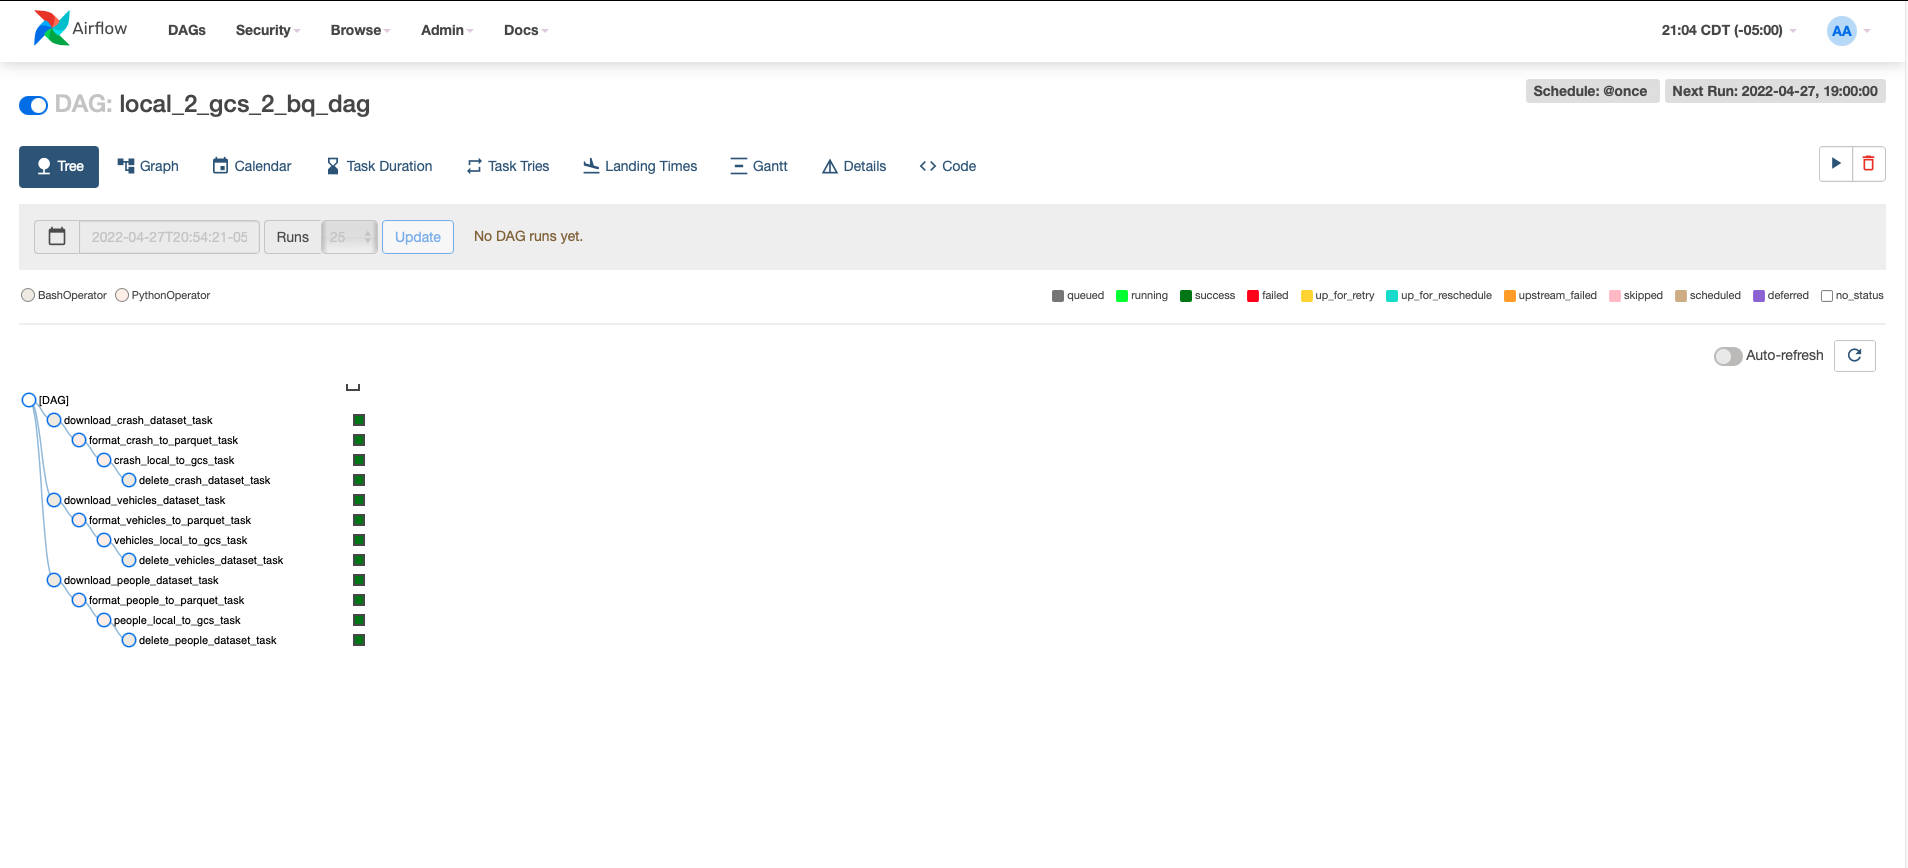 Airflow DAGs Security Browse Admin Docs 21:04 CDT (-05:00) AA
Schedule: @once Next Run: 2022-04-27, 19:00:00
DAG: local_2_gcs_2_bq_dag
Tree Graph Calendar Task Duration Task Tries Landing Times Gantt Details Code
2022-04-27T20:54:21-05 Runs 25 Update No DAG runs yet.
BashOperator PythonOperator queued running success failed up_for_retry up_for_reschedule upstream_failed skipped scheduled deferred no_status
Auto-refresh
[DAG]
download_crash_dataset_task
format_crash_to_parquet_task
crash_local_to_gcs_task
delete_crash_dataset_task
download_vehicles_dataset_task
format_vehicles_to_parquet_task
vehicles_local_to_gcs_task
delete_vehicles_dataset_task
download_people_dataset_task
format_people_to_parquet_task
people_local_to_gcs_task
delete_people_dataset_task